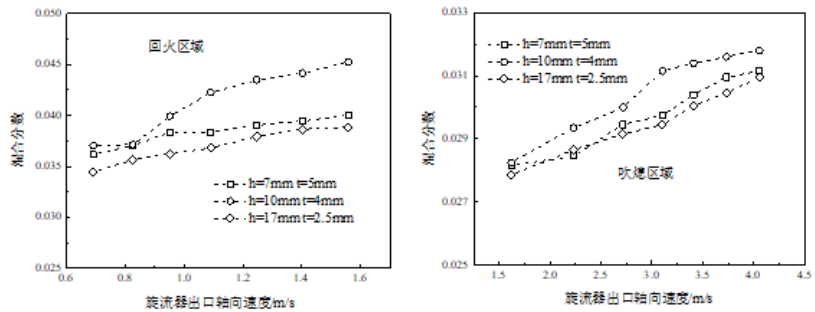 0.050
0.045
0.040
0.035
0.030
0.025
混合分数
回火区域
h=7mm t=5mm
h=10mm t=4mm
h=17mm t=2.5mm
0.6 0.8 1.0 1.2 1.4 1.6
旋流器出口轴向速度/m/s
0.033
0.031
0.029
0.027
0.025
混合分数
h=7mm t=5mm
h=10mm t=4mm
h=17mm t=2.5mm
吹熄区域
1.5 2.0 2.5 3.0 3.5 4.0 4.5
旋流器出口轴向速度/m/s